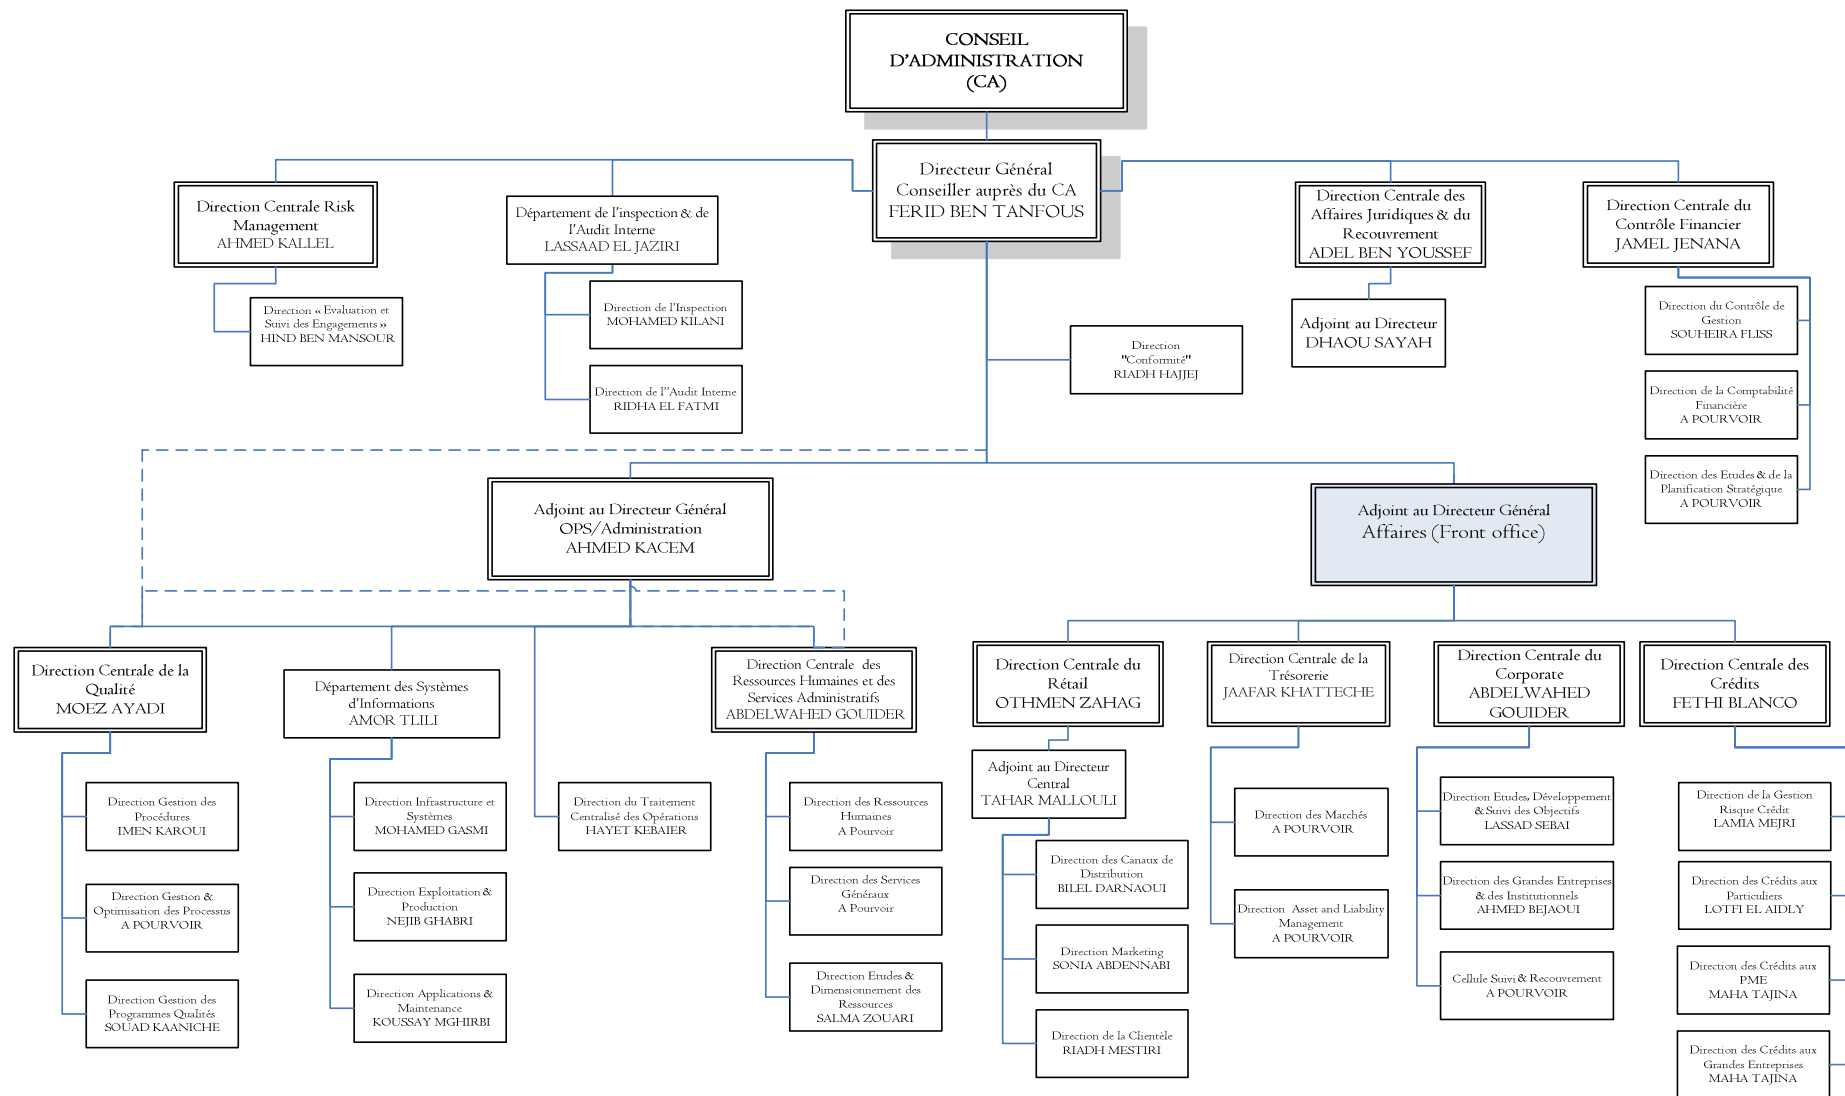 CONSEIL
D'ADMINISTRATION
(CA)
Directeur Général
Conseiller auprès du CA
FERID BEN TANFOUS
Direction Centrale Risk
Management
AHMED KALLEL
Département de l'inspection & de
l'Audit Interne
LASSAAD EL JAZIRI
Direction Centrale des
Affaires Juridiques & du
Recouvrement
ADEL BEN YOUSSEF
Direction Centrale du
Contrôle Financier
JAMEL JENANA
Direction « Evaluation et
Suivi des Engagements »
HIND BEN MANSOUR
Direction de l'Inspection
MOHAMED KILANI
Direction de l''Audit Interne
RIDHA EL FATMI
Direction
"Conformité"
RIADH HAJJEJ
Adjoint au Directeur
DHAOU SAYAH
Direction du Contrôle de
Gestion
SOUHEIRA FLISS
Direction de la Comptabilité
Financière
A POURVOIR
Direction des Etudes & de la
Planification Stratégique
A POURVOIR
Adjoint au Directeur Général
OPS/Administration
AHMED KACEM
Adjoint au Directeur Général
Affaires (Front office)
Direction Centrale de la
Qualité
MOEZ AYADI
Département des Systèmes
d'Informations
AMOR TLILI
Direction Centrale des
Ressources Humaines et des
Services Administratifs
ABDELWAHED GOUIDER
Direction Centrale du
Rétail
OTHMEN ZAHAG
Direction Centrale de la
Trésorerie
JAAFAR KHATTECHE
Direction Centrale du
Corporate
ABDELWAHED
GOUIDER
Direction Centrale des
Crédits
FETHI BLANCO
Direction Gestion des
Procédures
IMEN KAROUI
Direction Gestion &
Optimisation des Processus
A POURVOIR
Direction Gestion des
Programmes Qualités
SOUAD KAANICHE
Direction Infrastructure et
Systèmes
MOHAMED GASMI
Direction Exploitation &
Production
NEJIB GHABRI
Direction Applications &
Maintenance
KOUSSAY MGHIRBI
Direction du Traitement
Centralisé des Opérations
HAYET KEBAIER
Direction des Ressources
Humaines
A Pourvoir
Direction des Services
Généraux
A Pourvoir
Direction Etudes &
Dimensionnement des
Ressources
SALMA ZOUARI
Adjoint au Directeur
Central
TAHAR MALLOULI
Direction des Canaux de
Distribution
BILEL DARNAOUI
Direction Marketing
SONIA ABDENNABI
Direction de la Clientèle
RIADH MESTIRI
Direction des Marchés
A POURVOIR
Direction Asset and Liability
Management
A POURVOIR
Direction Etudes, Développement
& Suivi des Objectifs
LASSAD SEBAI
Direction des Grandes Entreprises
& des Institutionnels
AHMED BEJAOUI
Cellule Suivi & Recouvrement
A POURVOIR
Direction de la Gestion
Risque Crédit
LAMIA MEJRI
Direction des Crédits aux
Particuliers
LOTFI EL AIDLY
Direction des Crédits aux
PME
MAHA TAJINA
Direction des Crédits aux
Grandes Entreprises
MAHA TAJINA